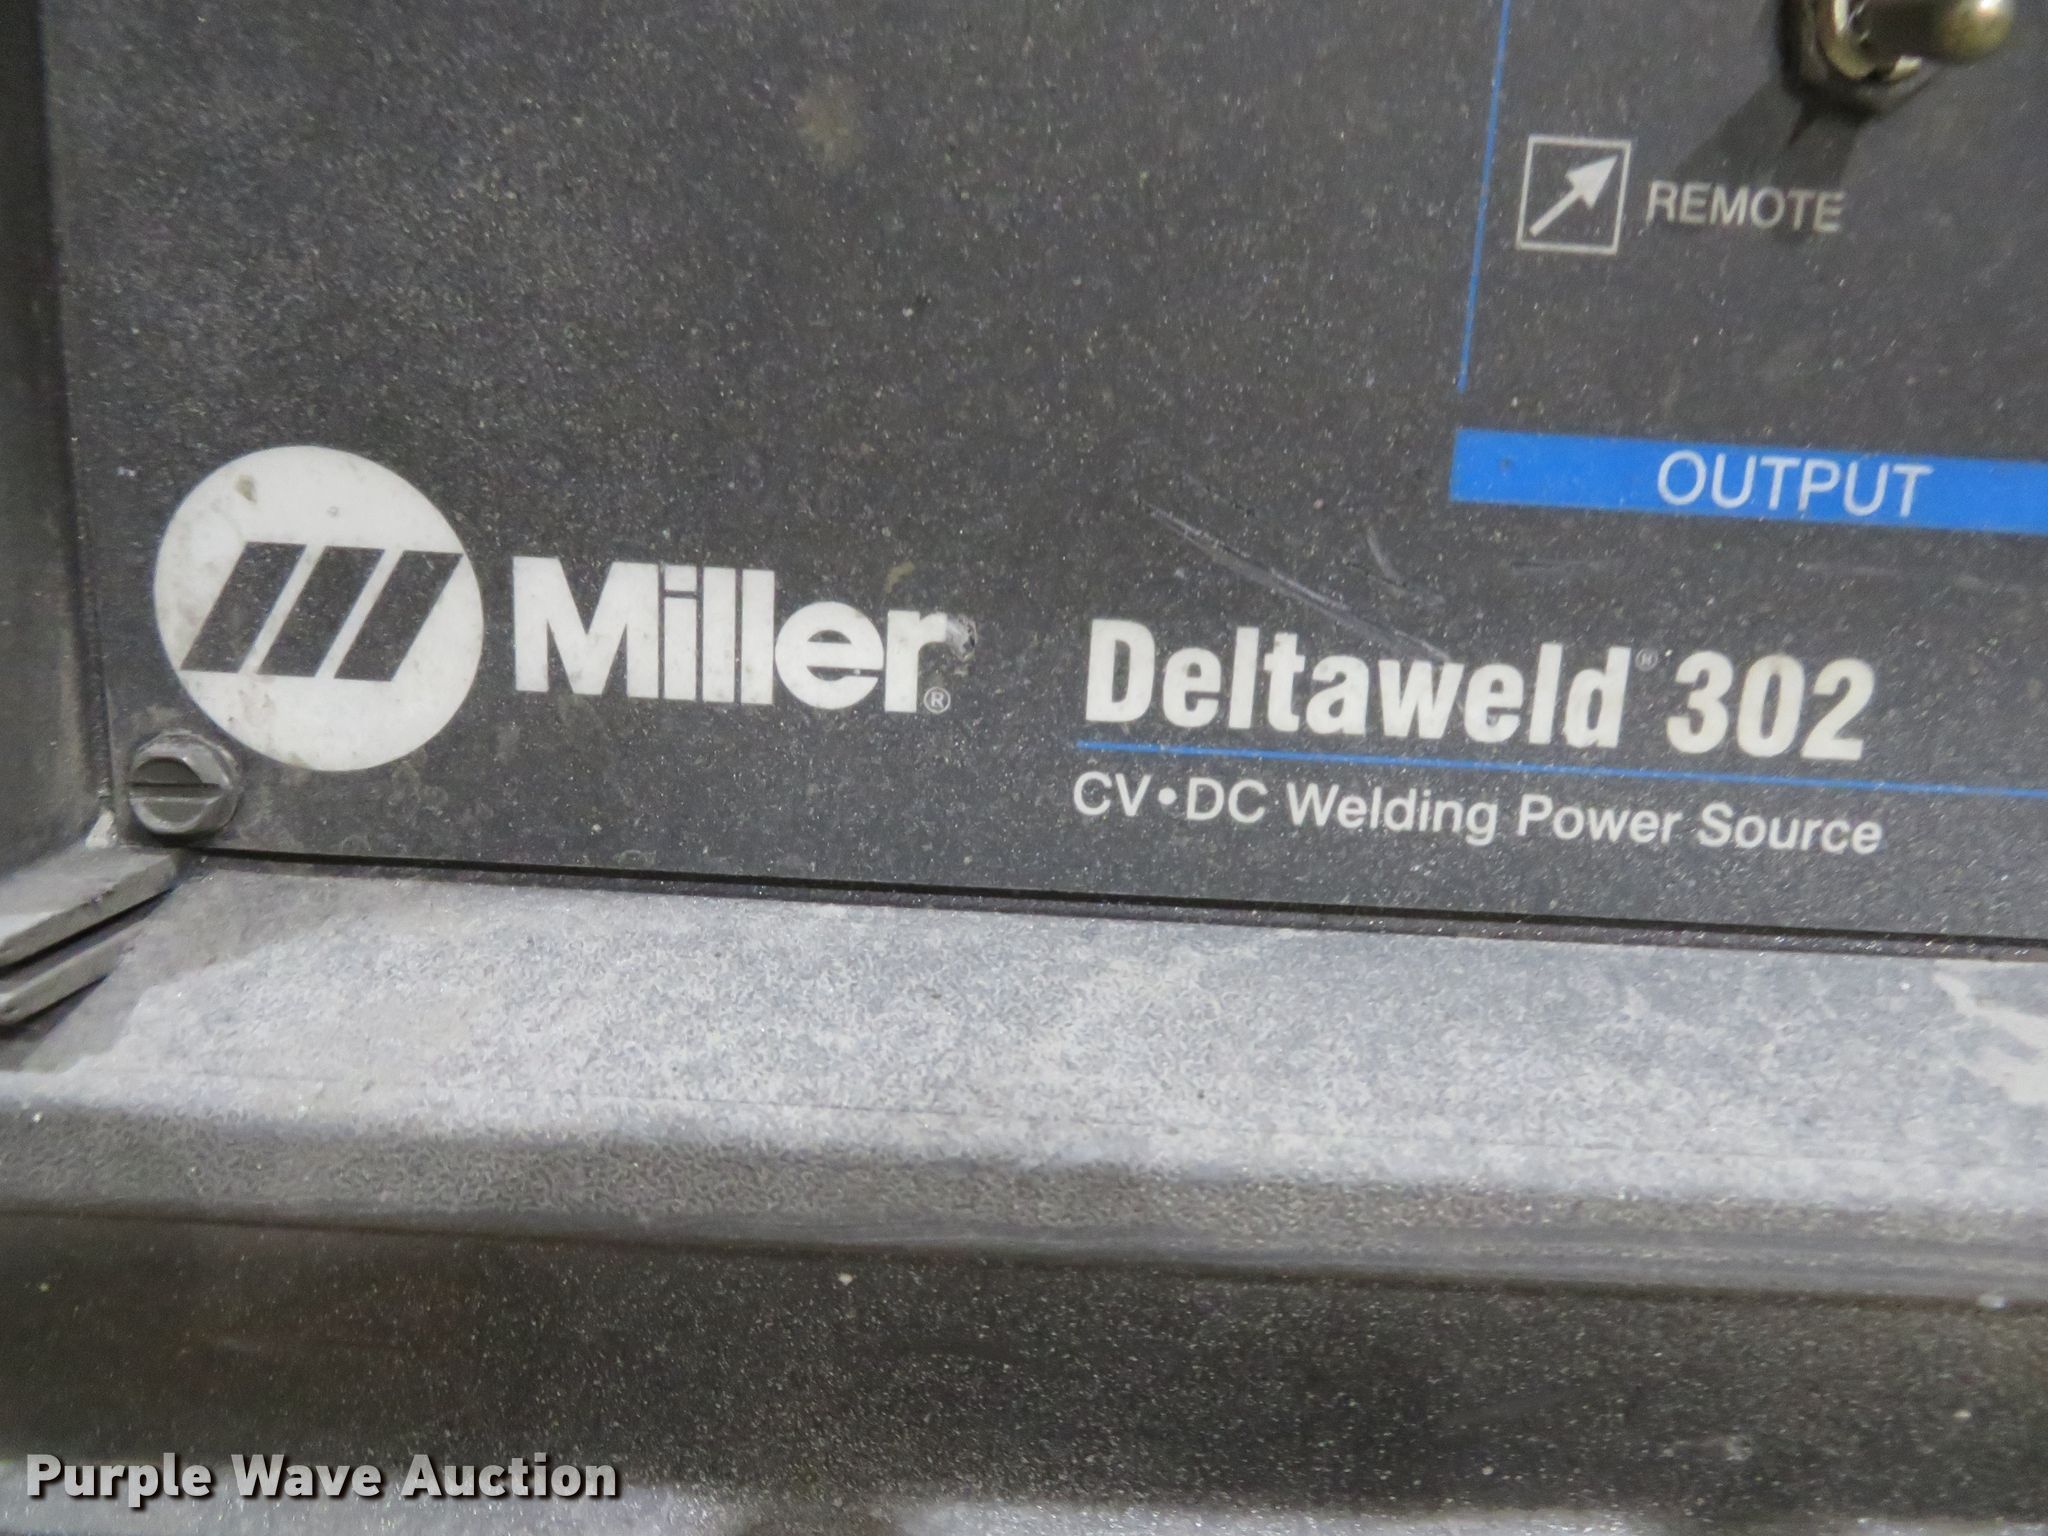 REMOTE
OUTPUT
Miller®
Deltaweld® 302
CV•DC Welding Power Source
Purple Wave Auction